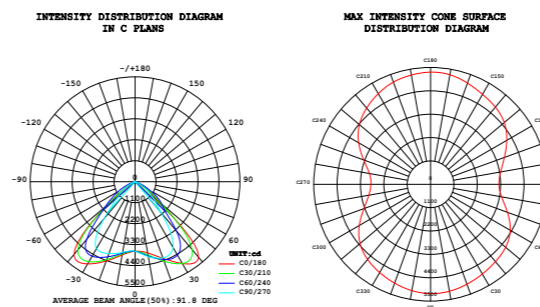 INTENSITY DISTRIBUTION DIAGRAM
IN C PLANS
-/+180
-150
150
-120
120
-90
90
-60
60
-30
30
0
0
1100
2200
3300
4400
5500
UNIT:cd
C0/180
C30/210
C60/240
C90/270
AVERAGE BEAM ANGLE(50%):91.8 DEG
MAX INTENSITY CONE SURFACE
DISTRIBUTION DIAGRAM
C180
C210
C150
C240
C270
C300
C330
C30
0
1100
2200
3300
4400
5500